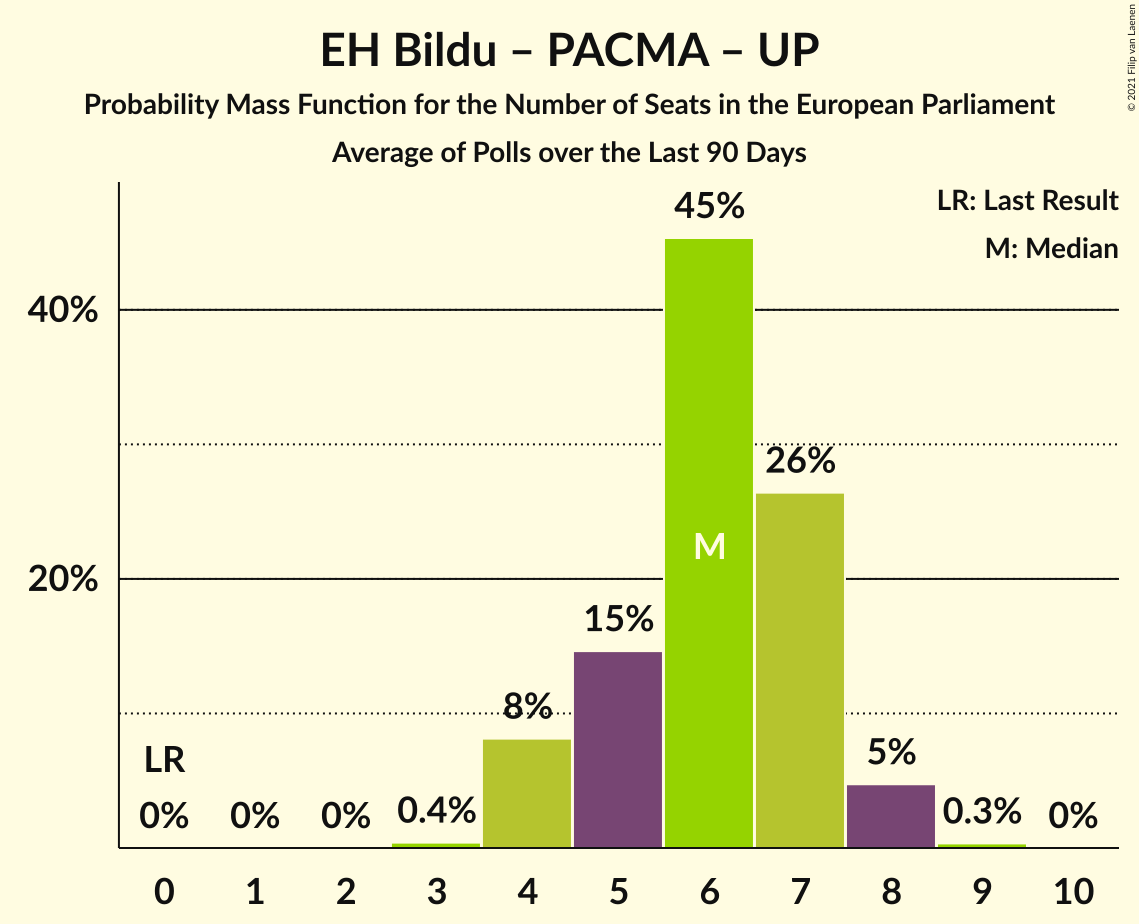 EH Bildu – PACMA – UP
Probability Mass Function for the Number of Seats in the European Parliament
Average of Polls over the Last 90 Days
© 2021 Filip van Laenen
LR: Last Result
M: Median
45%
40%
26%
M
20%
15%
8%
LR
5%
0% 0% 0% 0.4% 0.3% 0%
0 1 2 3 4 5 6 7 8 9 10